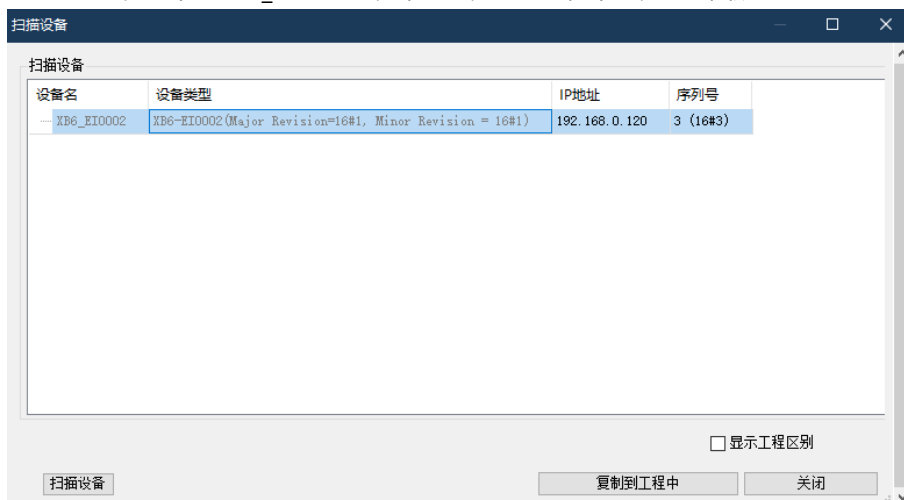 扫描设备
扫描设备
设备名 设备类型 IP地址 序列号
XB6_EI0002 XB6-EI0002(Major Revision=16#1, Minor Revision = 16#1) 192.168.0.120 3 (16#3)
显示工程区别
扫描设备 复制到工程中 关闭